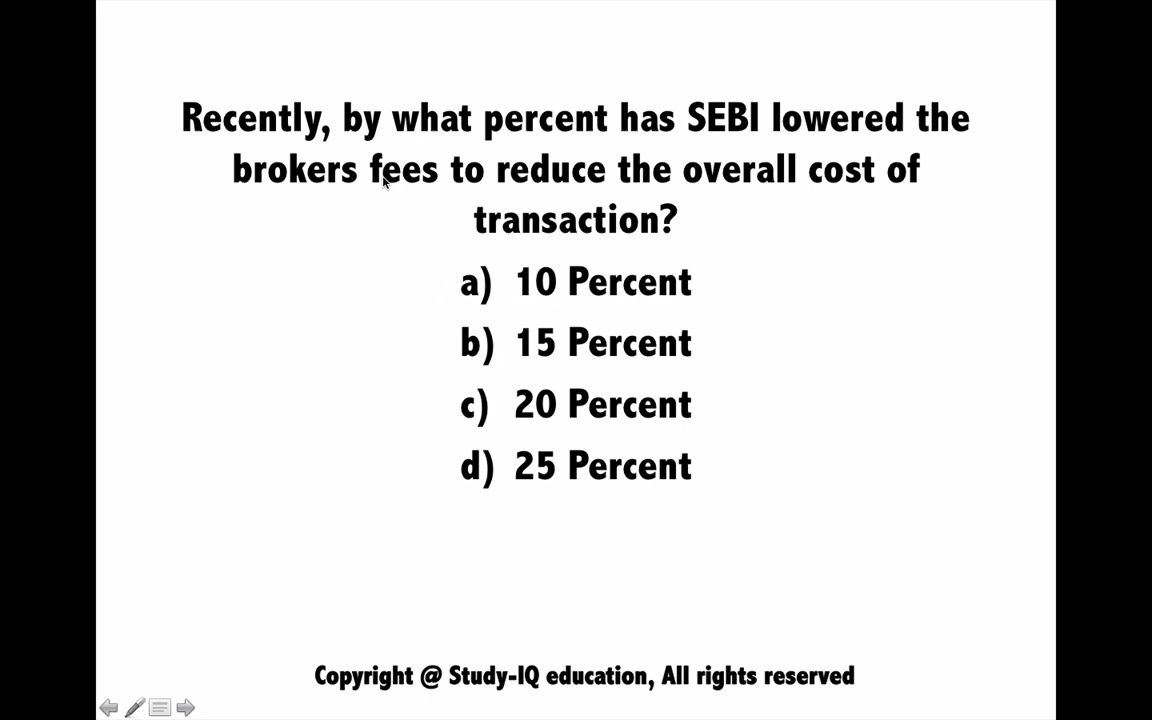 Recently, by what percent has SEBI lowered the
brokers fees to reduce the overall cost of
transaction?
a) 10 Percent
b) 15 Percent
c) 20 Percent
d) 25 Percent
Copyright @ Study-IQ education, All rights reserved